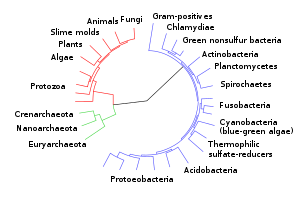 Fungi
Gram-positives
Animals
Chlamydiae
Slime molds
Green nonsulfur bacteria
Plants
Actinobacteria
Algae
Planctomycetes
Protozoa
Spirochaetes
Fusobacteria
Crenarchaeota
Cyanobacteria
(blue-green algae)
Nanoarchaeota
Euryarchaeota
Thermophilic
sulfate-reducers
Acidobacteria
Protoeobacteria